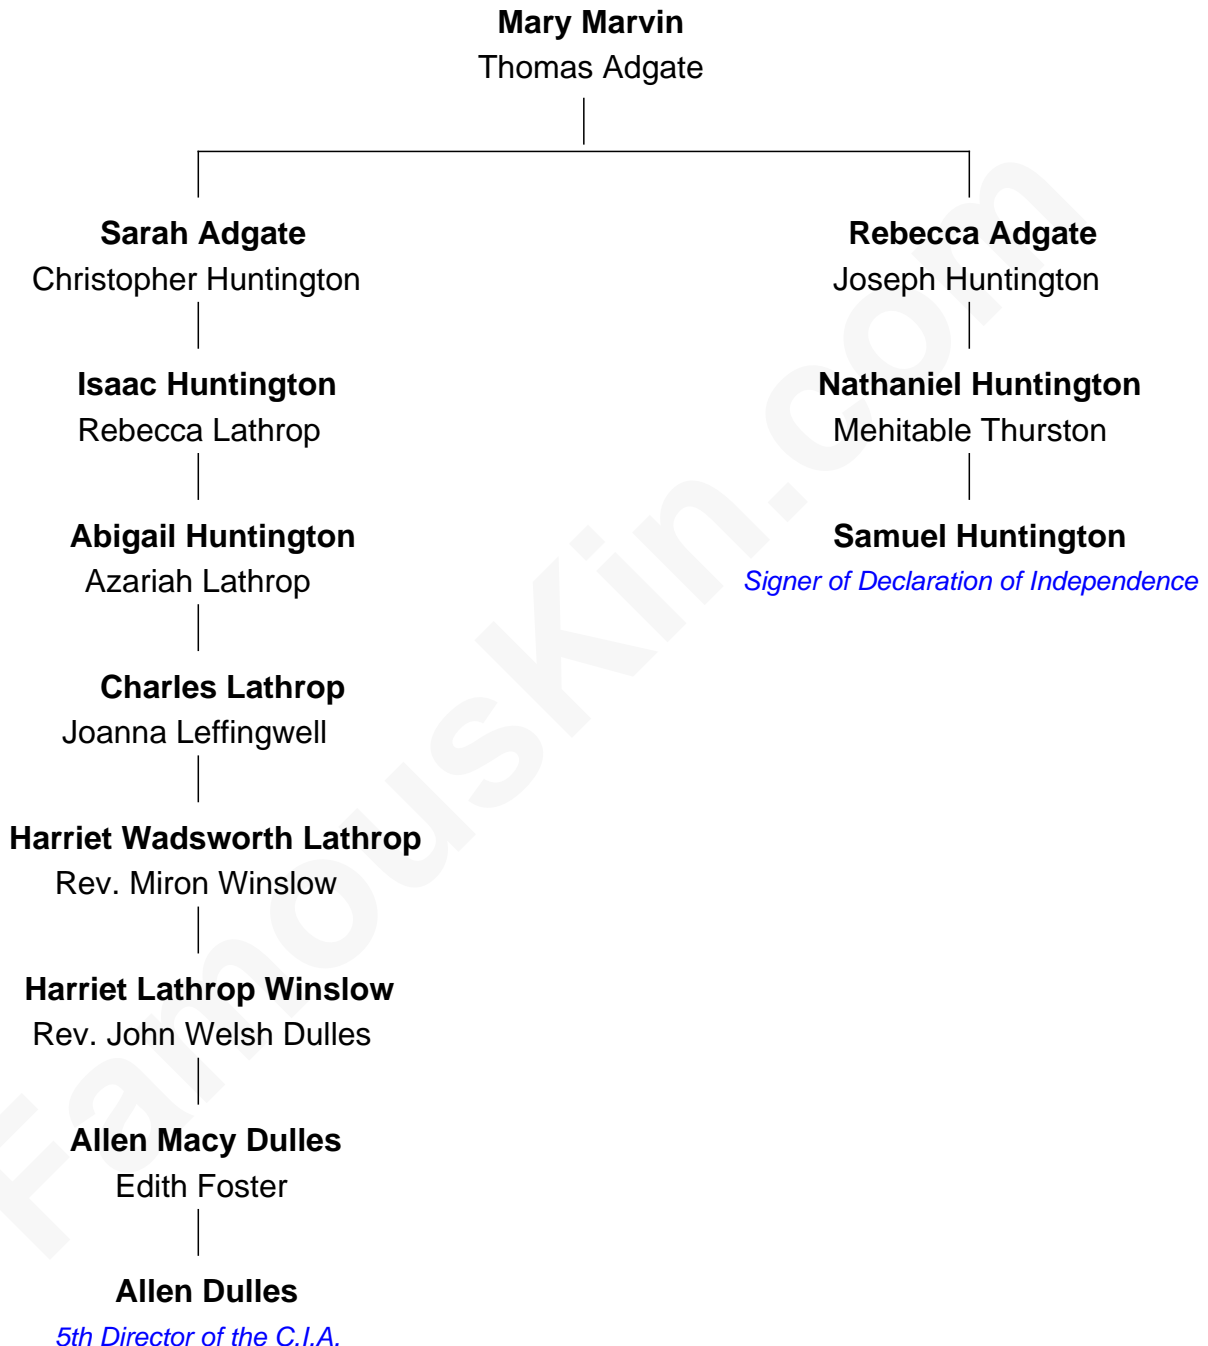 Mary Marvin
Thomas Adgate
Sarah Adgate
Christopher Huntington
Rebecca Adgate
Joseph Huntington
Isaac Huntington
Rebecca Lathrop
Nathaniel Huntington
Mehitable Thurston
Abigail Huntington
Azariah Lathrop
Samuel Huntington
Signer of Declaration of Independence
Charles Lathrop
Joanna Leffingwell
Harriet Wadsworth Lathrop
Rev. Miron Winslow
Harriet Lathrop Winslow
Rev. John Welsh Dulles
Allen Macy Dulles
Edith Foster
Allen Dulles
5th Director of the C.I.A.
FamousKin.com